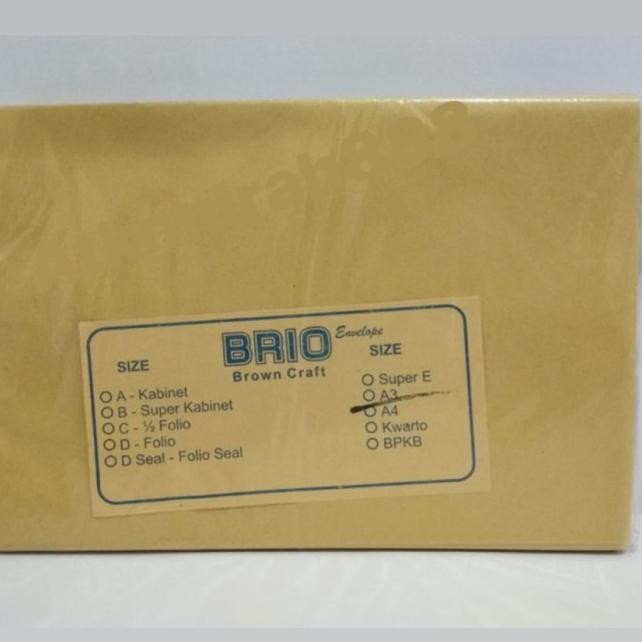 BRIO Envelope
Brown Craft
SIZE
A - Kabinet
B - Super Kabinet
C - ½ Folio
D - Folio
D Seal - Folio Seal
SIZE
Super E
A3
A4
Kwarto
BPKB